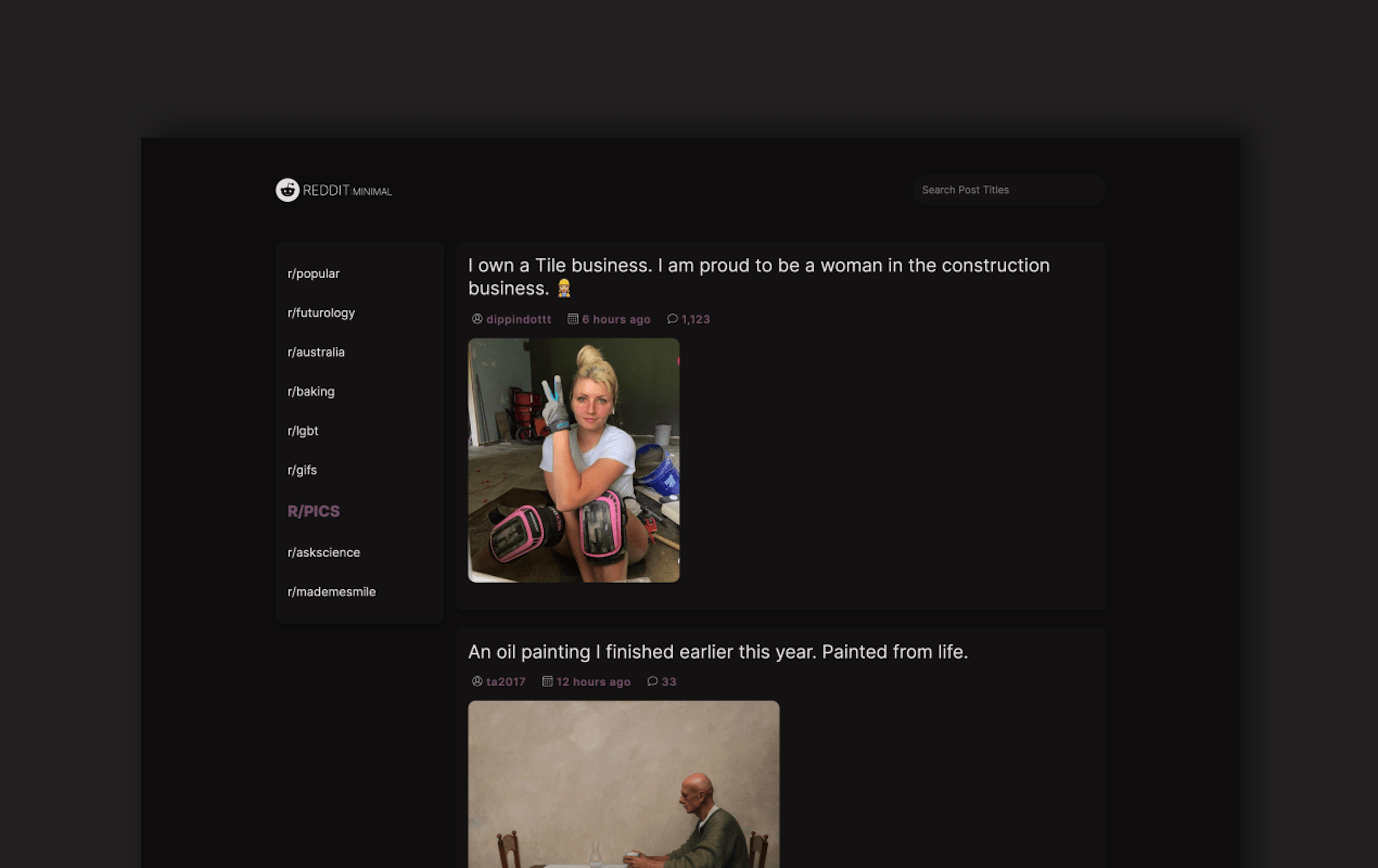 REDDIT:MINIMAL
Search Post Titles
r/popular
r/futurology
r/australia
r/baking
r/lgbt
r/gifs
R/PICS
r/askscience
r/mademesmile
I own a Tile business. I am proud to be a woman in the construction
business. 👷🏼‍♀️
dippindottt 6 hours ago 1,123
An oil painting I finished earlier this year. Painted from life.
ta2017 12 hours ago 33